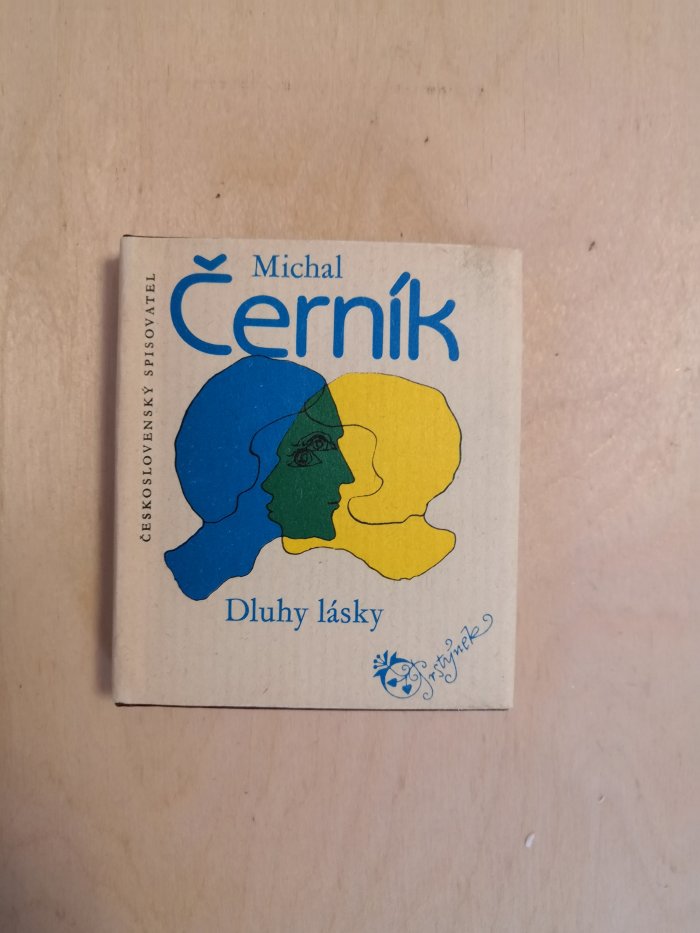 Michal
Černík
ČESKOSLOVENSKÝ SPISOVATEL
Dluhy lásky
Prstýnek